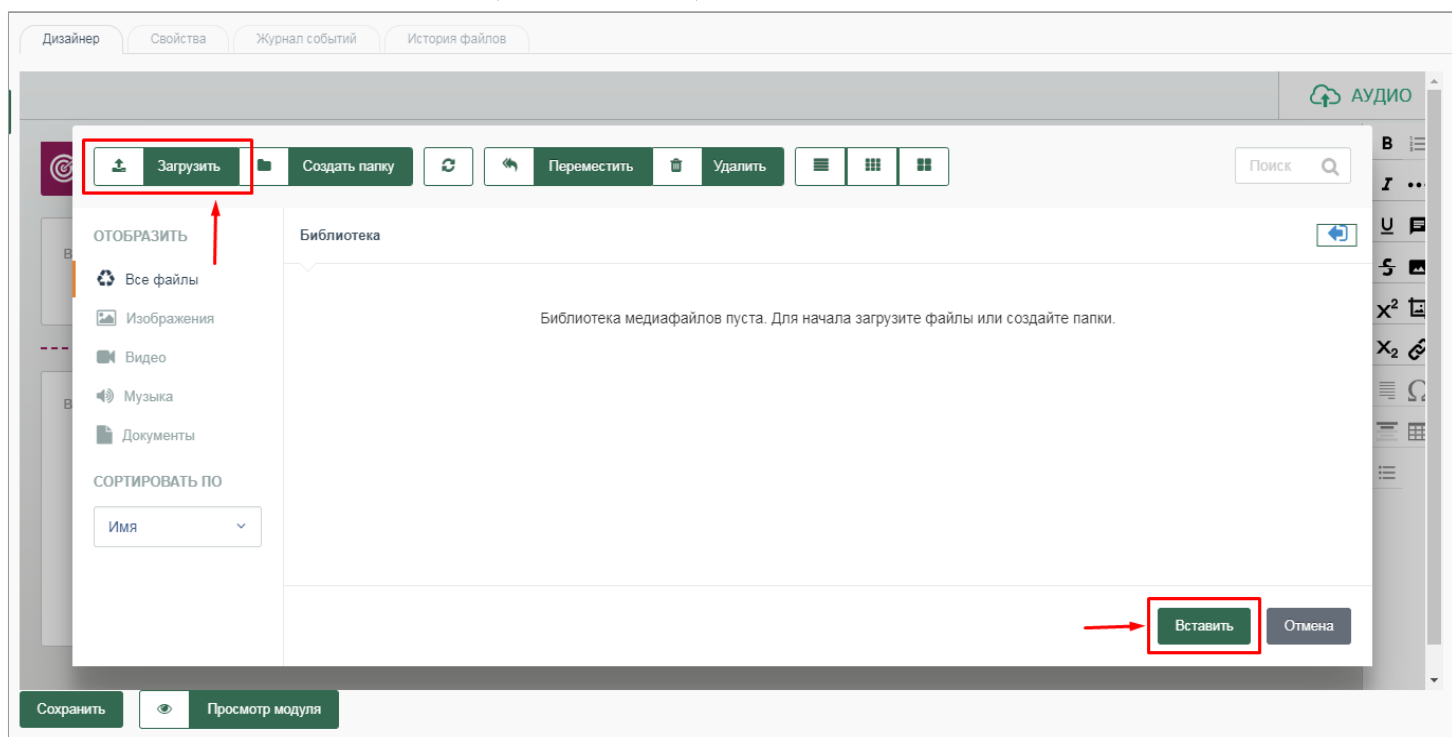 Дизайнер Свойства Журнал событий История файлов
АУДИО
Загрузить Создать папку Переместить Удалить Поиск
ОТОБРАЗИТЬ
Все файлы
Изображения
Видео
Музыка
Документы
СОРТИРОВАТЬ ПО
Имя
Библиотека
Библиотека медиафайлов пуста. Для начала загрузите файлы или создайте папки.
Вставить Отмена
B
I
U
S
X²
X₂
Ω
В
В
Сохранить Просмотр модуля